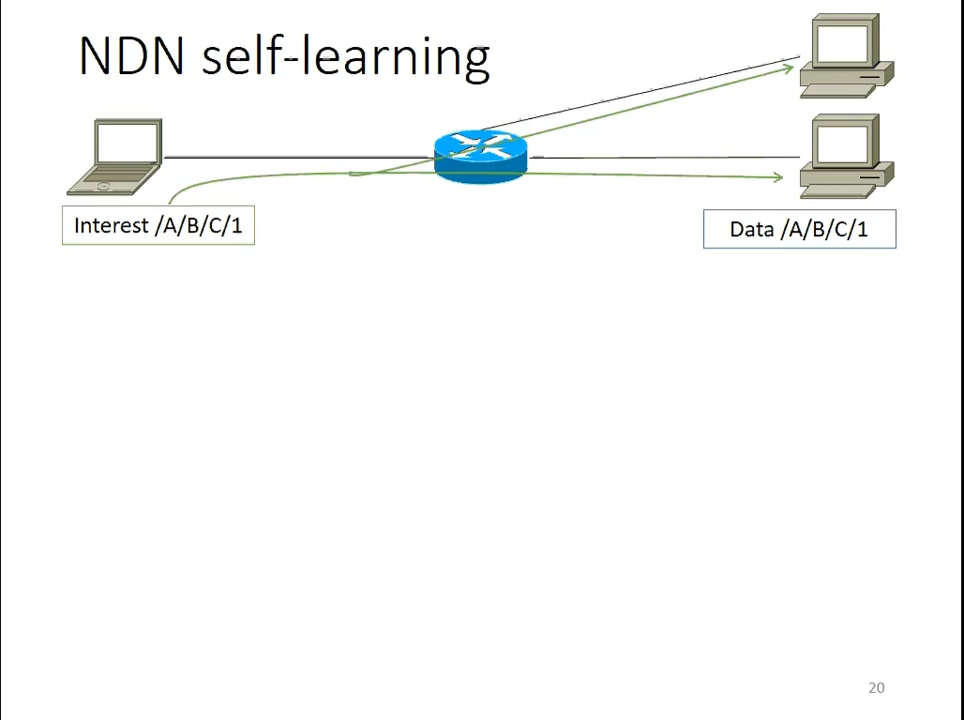 NDN self-learning
Interest /A/B/C/1
Data /A/B/C/1
20